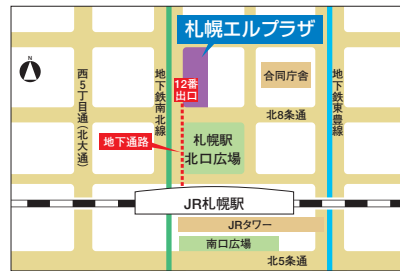 札幌エルプラザ
N
西5丁目通(北大通)
地下鉄南北線
12番
出口
合同庁舎
地下鉄東豊線
北8条通
地下通路
札幌駅
北口広場
JR札幌駅
JRタワー
南口広場
北5条通